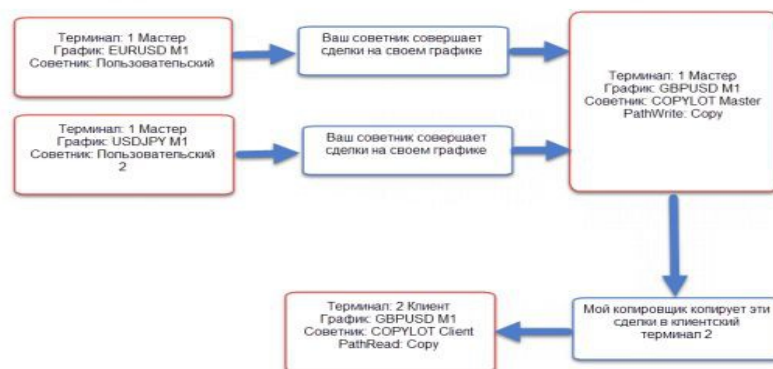 Терминал: 1 Мастер
График: EURUSD M1
Советник: Пользовательский
Ваш советник совершает
сделки на своем графике
Терминал: 1 Мастер
График: GBPUSD M1
Советник: COPYLOT Master
PathWrite: Copy
Терминал: 1 Мастер
График: USDJPY M1
Советник: Пользовательский
2
Ваш советник совершает
сделки на своем графике
Терминал: 2 Клиент
График: GBPUSD M1
Советник: COPYLOT Client
PathRead: Copy
Мой копировщик копирует эти
сделки в клиентский
терминал 2